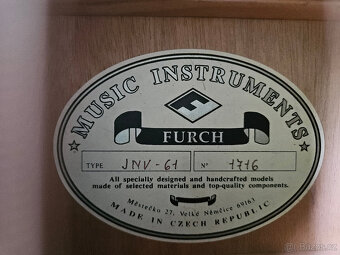 ★ MUSIC INSTRUMENTS ★
FURCH
TYPE JNV-61 N° 1716
All specially designed and handcrafted models
made of selected materials and top-quality components.
Městečko 27, Velké Němčice 69163
MADE IN CZECH REPUBLIC